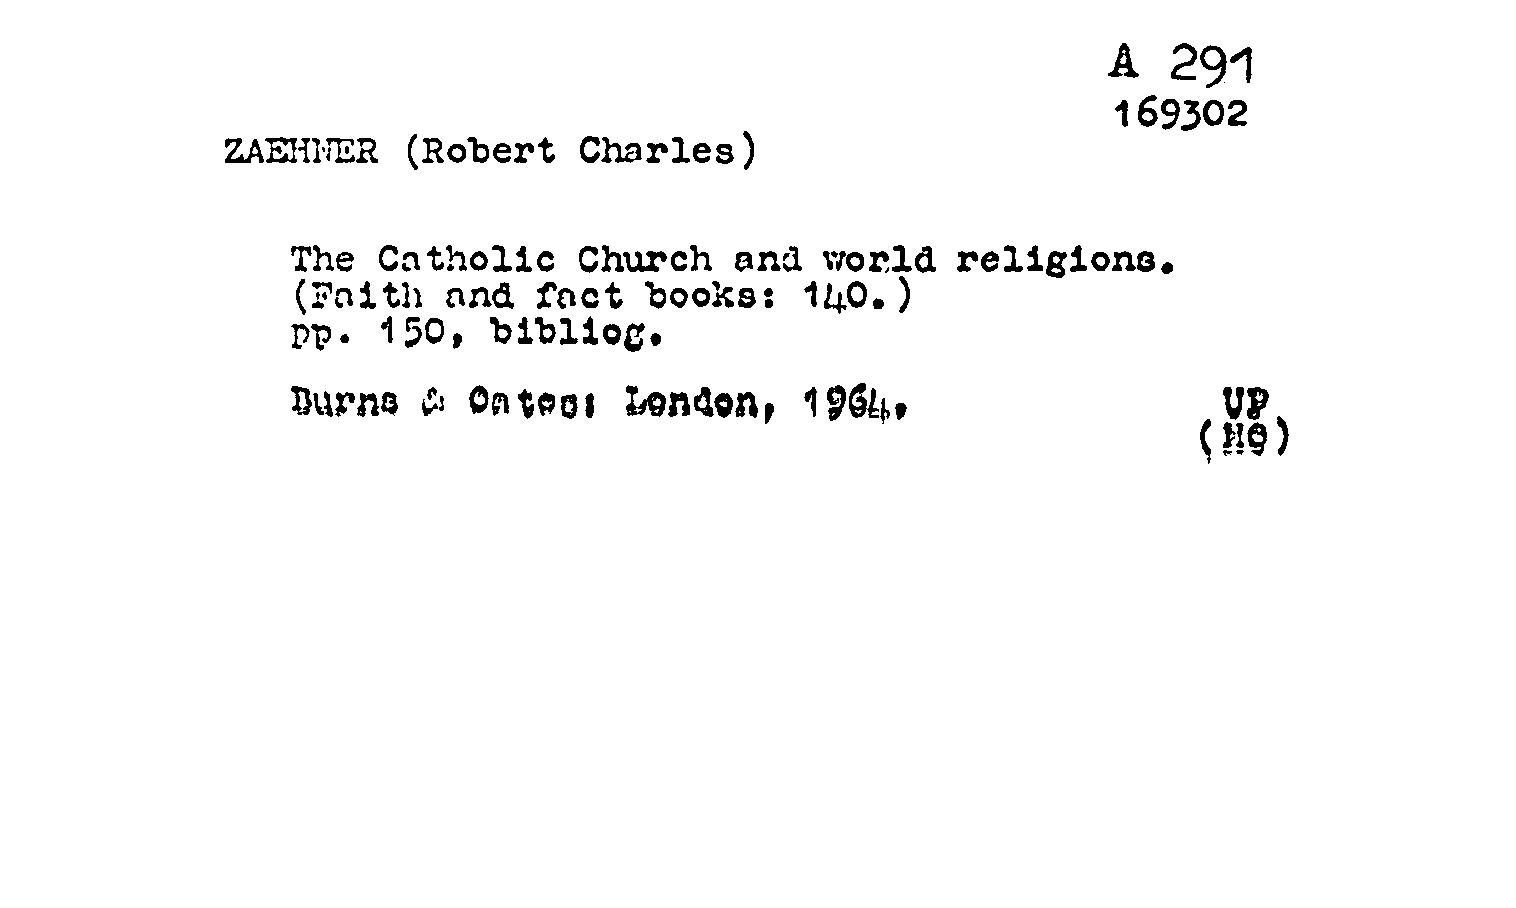 A 291
169302
ZAEHNER (Robert Charles)
The Catholic Church and world religions.
(Faith and fact books: 140.)
pp. 150, bibliog.
Burns & Oates: London, 1964.
UP